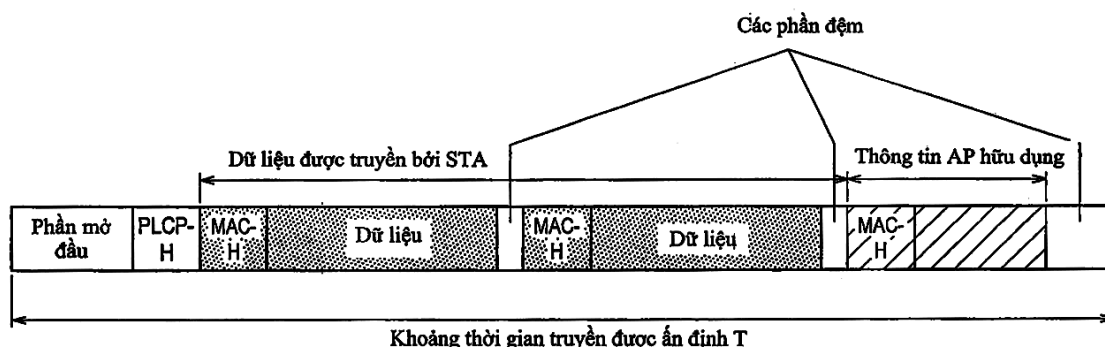 Các phần đệm
Dữ liệu được truyền bởi STA
Thông tin AP hữu dụng
Phần mở
đầu
PLCP-
H
MAC-
H
Dữ liệu
MAC-
H
Dữ liệu
MAC-
H
Khoảng thời gian truyền được ấn định T